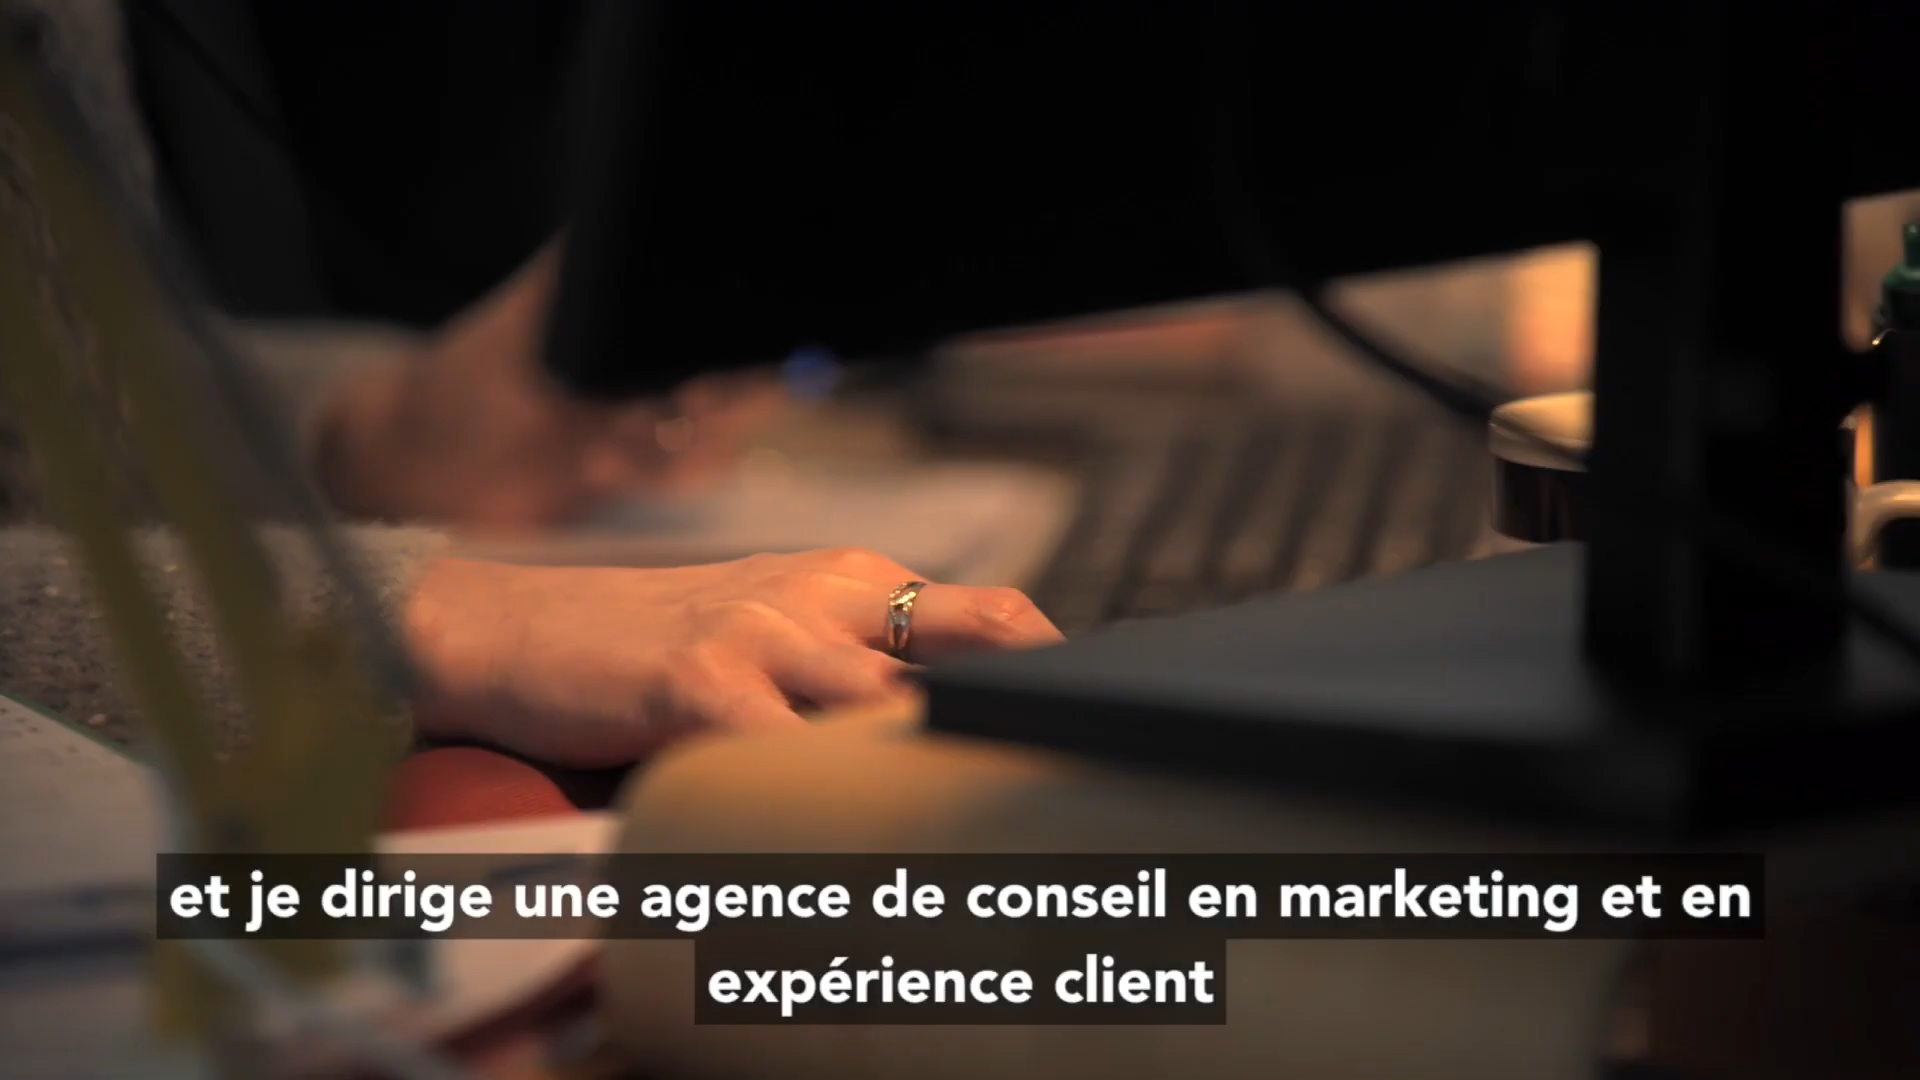 et je dirige une agence de conseil en marketing et en
expérience client